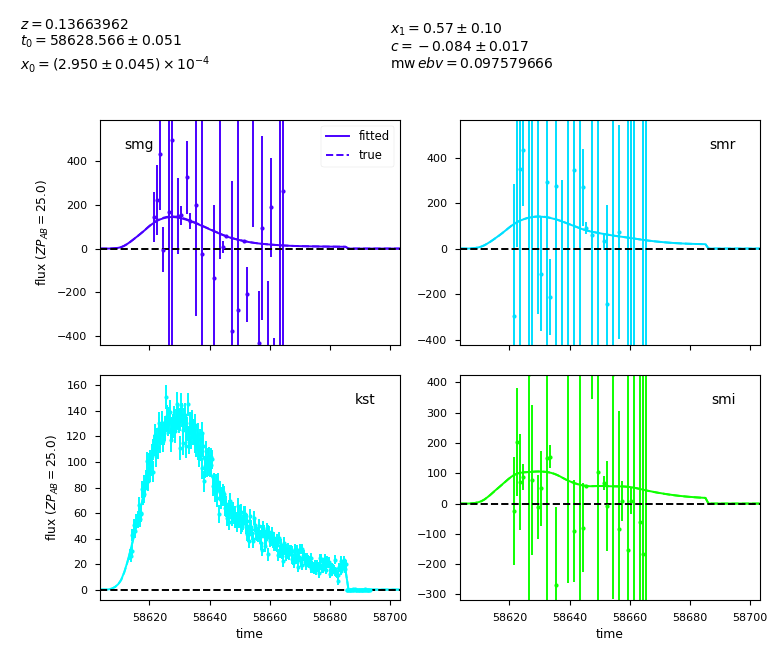 z = 0.13663962
t₀ = 58628.566 ± 0.051
x₀ = (2.950 ± 0.045) × 10⁻⁴
x₁ = 0.57 ± 0.10
c = −0.084 ± 0.017
mw ebv = 0.097579666
smg
fitted
true
flux (ZP_AB = 25.0)
400
200
0
−200
−400
smr
400
200
0
−200
−400
kst
flux (ZP_AB = 25.0)
160
140
120
100
80
60
40
20
0
58620 58640 58660 58680 58700
time
smi
400
300
200
100
0
−100
−200
−300
58620 58640 58660 58680 58700
time